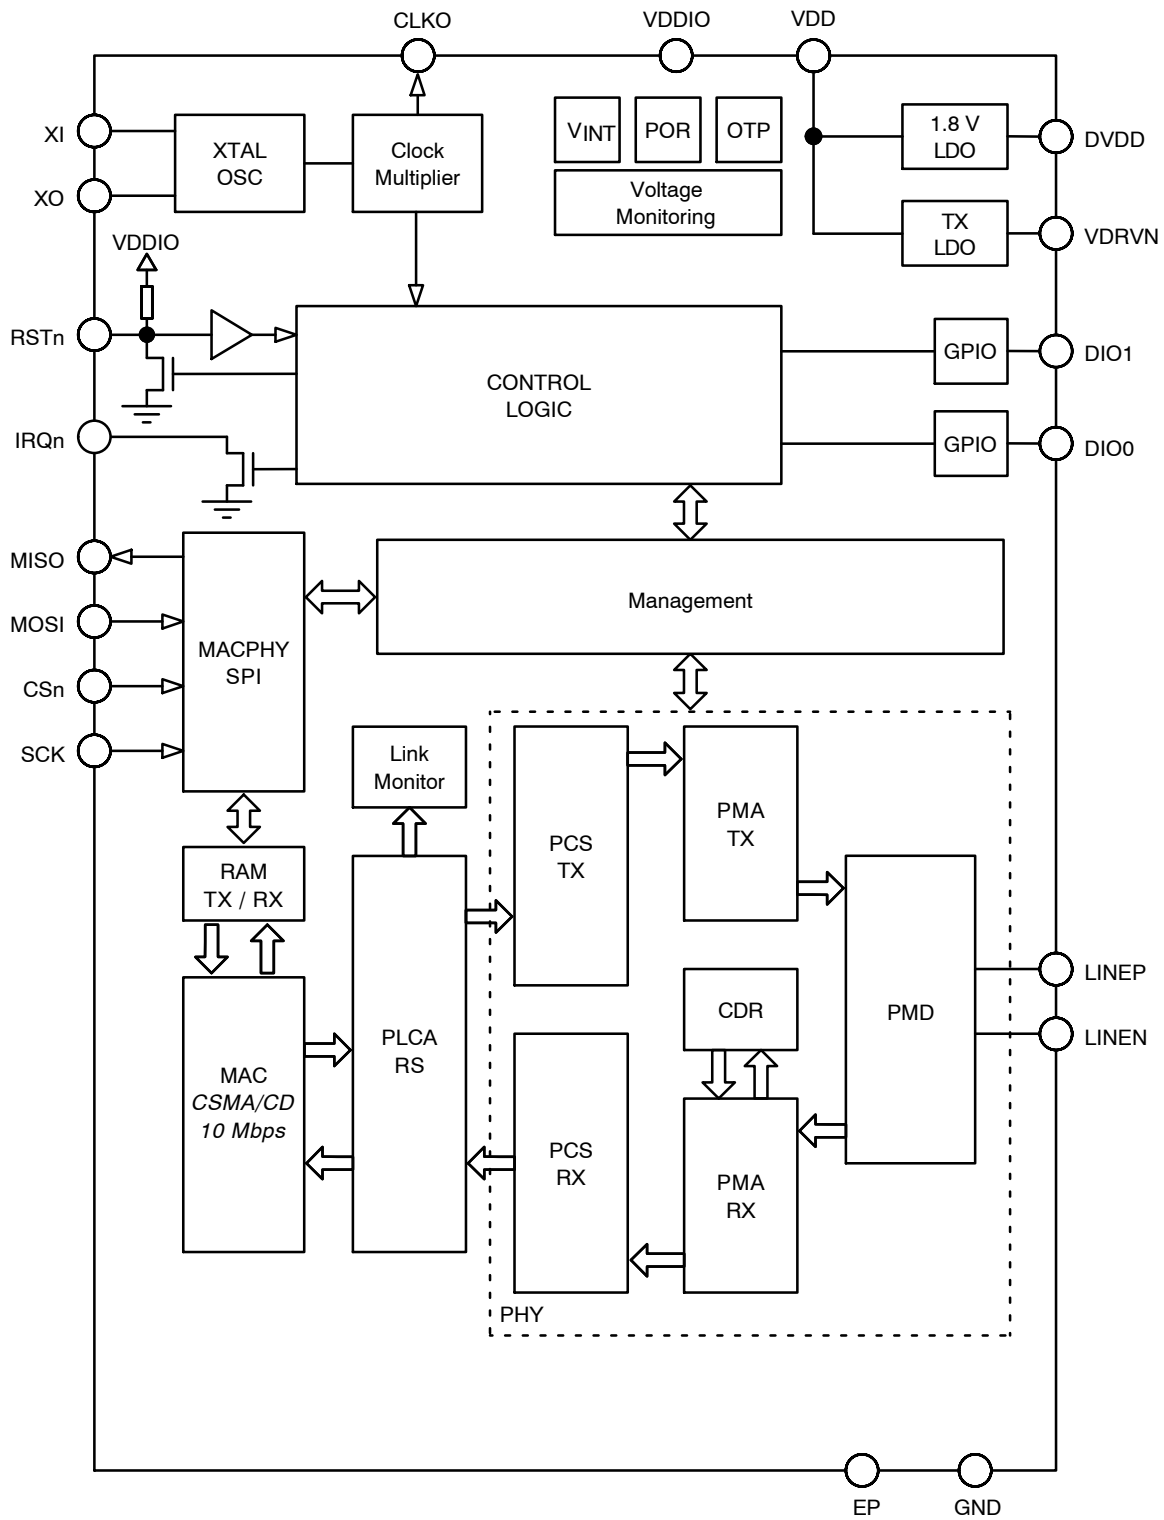 CLKO
VDDIO
VDD
XI
XO
XTAL
OSC
Clock
Multiplier
VINT
POR
OTP
Voltage
Monitoring
1.8 V
LDO
DVDD
TX
LDO
VDRVN
VDDIO
RSTn
CONTROL
LOGIC
GPIO
DIO1
IRQn
GPIO
DIO0
MISO
MOSI
CSn
SCK
MACPHY
SPI
Management
Link
Monitor
PCS
TX
PMA
TX
RAM
TX / RX
MAC
CSMA/CD
10 Mbps
PLCA
RS
CDR
PMD
LINEP
LINEN
PCS
RX
PMA
RX
PHY
EP
GND